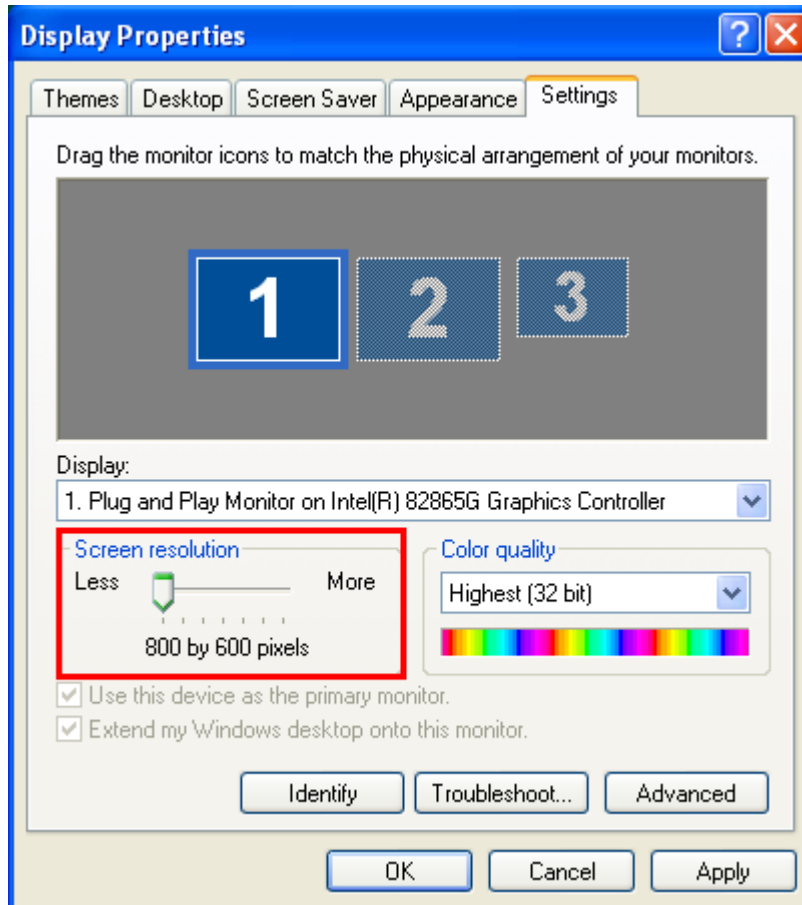 Display Properties
?
Themes Desktop Screen Saver Appearance Settings
Drag the monitor icons to match the physical arrangement of your monitors.
1 2 3
Display:
1. Plug and Play Monitor on Intel(R) 82865G Graphics Controller
Screen resolution Color quality
Less More Highest (32 bit)
800 by 600 pixels
Use this device as the primary monitor.
Extend my Windows desktop onto this monitor.
Identify Troubleshoot... Advanced
OK Cancel Apply